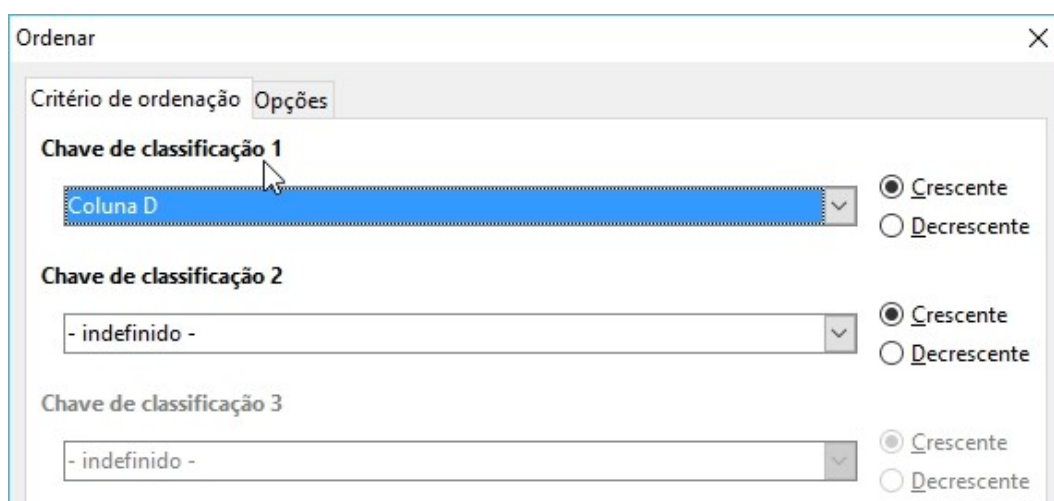 Ordenar
Critério de ordenação Opções
Chave de classificação 1
Coluna D
Crescente
Decrescente
Chave de classificação 2
- indefinido -
Crescente
Decrescente
Chave de classificação 3
- indefinido -
Crescente
Decrescente